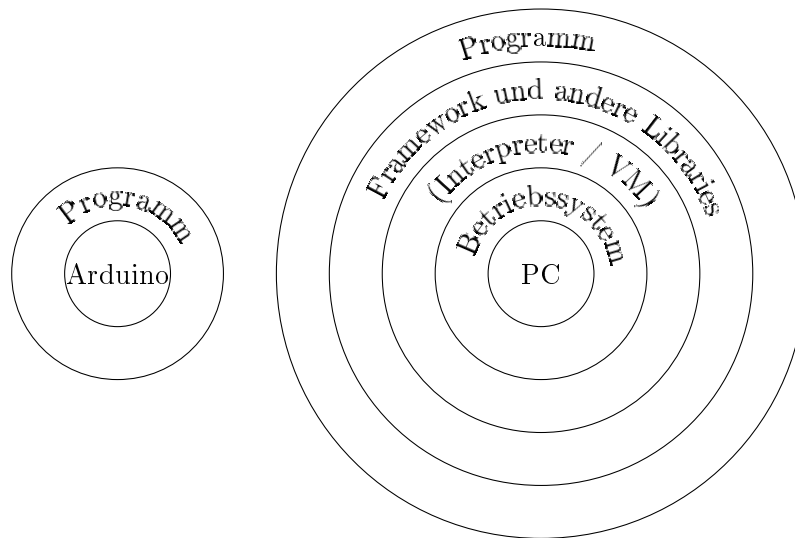 Programm
Arduino
Programm
Framework und andere Libraries
(Interpreter / VM)
Betriebssystem
PC